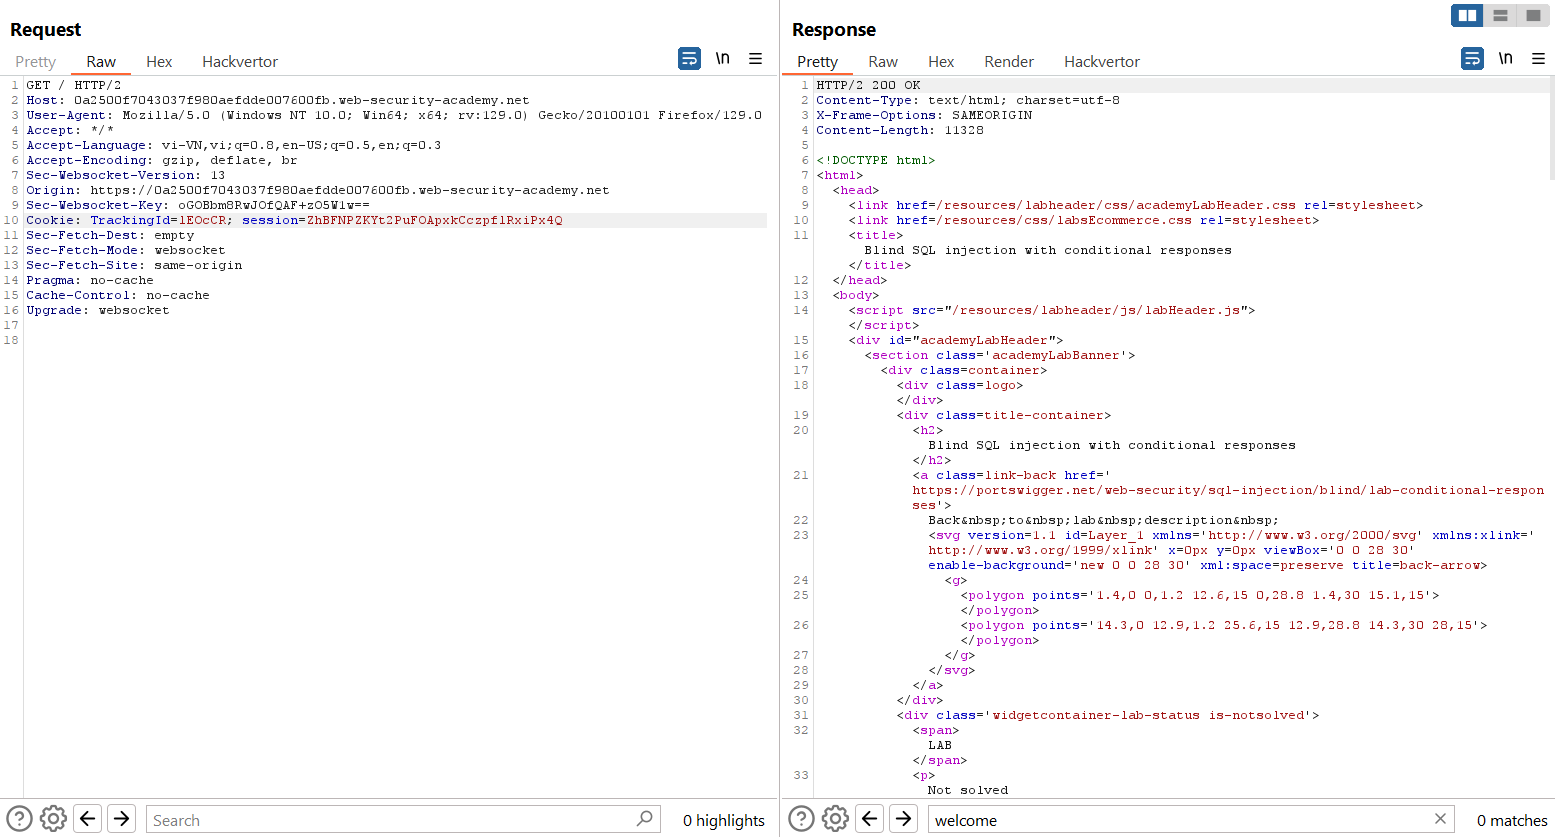 Request
Pretty Raw Hex Hackvertor
\n
1 GET / HTTP/2
2 Host: 0a2500f7043037f980aefdde007600fb.web-security-academy.net
3 User-Agent: Mozilla/5.0 (Windows NT 10.0; Win64; x64; rv:129.0) Gecko/20100101 Firefox/129.0
4 Accept: */*
5 Accept-Language: vi-VN,vi;q=0.8,en-US;q=0.5,en;q=0.3
6 Accept-Encoding: gzip, deflate, br
7 Sec-Websocket-Version: 13
8 Origin: https://0a2500f7043037f980aefdde007600fb.web-security-academy.net
9 Sec-Websocket-Key: oGOBbm8RwJOfQAF+zO5W1w==
10 Cookie: TrackingId=lEOcCR; session=ZhBFNPZKYt2PuFOApxkCczpflRxiPx4Q
11 Sec-Fetch-Dest: empty
12 Sec-Fetch-Mode: websocket
13 Sec-Fetch-Site: same-origin
14 Pragma: no-cache
15 Cache-Control: no-cache
16 Upgrade: websocket
17
18
Search
0 highlights
Response
Pretty Raw Hex Render Hackvertor
\n
1 HTTP/2 200 OK
2 Content-Type: text/html; charset=utf-8
3 X-Frame-Options: SAMEORIGIN
4 Content-Length: 11328
5
6 <!DOCTYPE html>
7 <html>
8 <head>
9 <link href=/resources/labheader/css/academyLabHeader.css rel=stylesheet>
10 <link href=/resources/css/labsEcommerce.css rel=stylesheet>
11 <title>
Blind SQL injection with conditional responses
</title>
12 </head>
13 <body>
14 <script src="/resources/labheader/js/labHeader.js">
</script>
15 <div id="academyLabHeader">
16 <section class='academyLabBanner'>
17 <div class=container>
18 <div class=logo>
</div>
19 <div class=title-container>
20 <h2>
Blind SQL injection with conditional responses
</h2>
21 <a class=link-back href='
https://portswigger.net/web-security/sql-injection/blind/lab-conditional-respon
ses'>
22 Back&nbsp;to&nbsp;lab&nbsp;description&nbsp;
23 <svg version=1.1 id=Layer_1 xmlns='http://www.w3.org/2000/svg' xmlns:xlink='
http://www.w3.org/1999/xlink' x=0px y=0px viewBox='0 0 28 30'
enable-background='new 0 0 28 30' xml:space=preserve title=back-arrow>
24 <g>
25 <polygon points='1.4,0 0,1.2 12.6,15 0,28.8 1.4,30 15.1,15'>
</polygon>
26 <polygon points='14.3,0 12.9,1.2 25.6,15 12.9,28.8 14.3,30 28,15'>
</polygon>
27 </g>
28 </svg>
29 </a>
30 </div>
31 <div class='widgetcontainer-lab-status is-notsolved'>
32 <span>
LAB
</span>
33 <p>
Not solved
welcome
0 matches